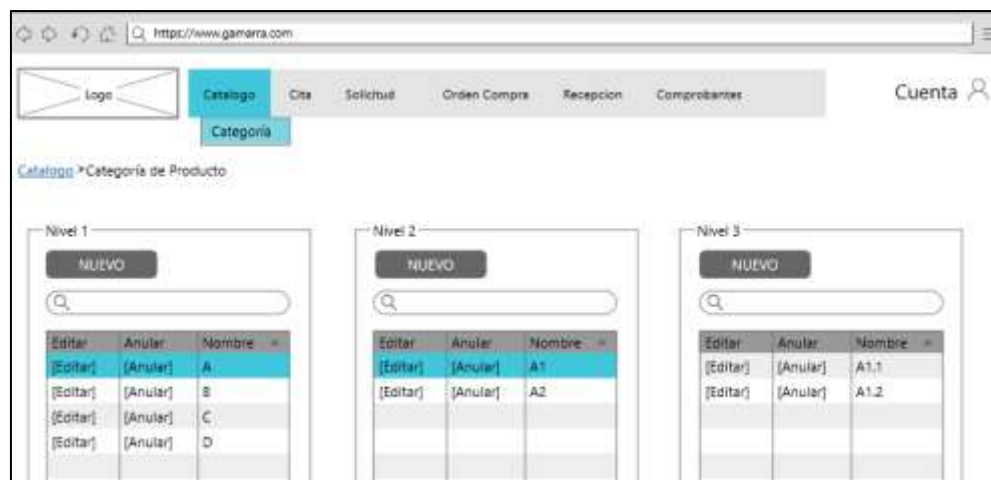 https://www.gamarra.com
Logo
Catalogo Cita Solicitud Orden Compra Recepcion Comprobantes
Cuenta
Categoría
Catalogo >Categoría de Producto
Nivel 1
NUEVO
Editar Anular Nombre
[Editar] [Anular] A
[Editar] [Anular] B
[Editar] [Anular] C
[Editar] [Anular] D
Nivel 2
NUEVO
Editar Anular Nombre
[Editar] [Anular] A1
[Editar] [Anular] A2
Nivel 3
NUEVO
Editar Anular Nombre
[Editar] [Anular] A1.1
[Editar] [Anular] A1.2